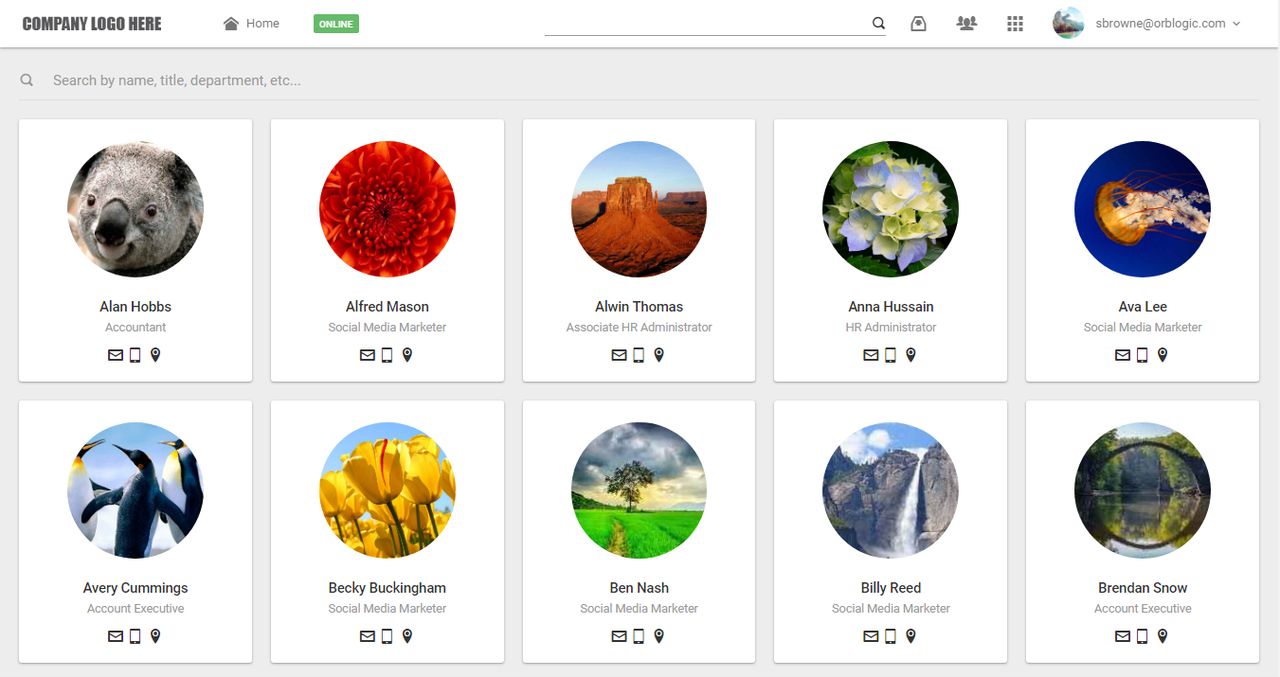 COMPANY LOGO HERE
Home
ONLINE
sbrowne@orblogic.com
Search by name, title, department, etc...
Alan Hobbs
Accountant
Alfred Mason
Social Media Marketer
Alwin Thomas
Associate HR Administrator
Anna Hussain
HR Administrator
Ava Lee
Social Media Marketer
Avery Cummings
Account Executive
Becky Buckingham
Social Media Marketer
Ben Nash
Social Media Marketer
Billy Reed
Social Media Marketer
Brendan Snow
Account Executive